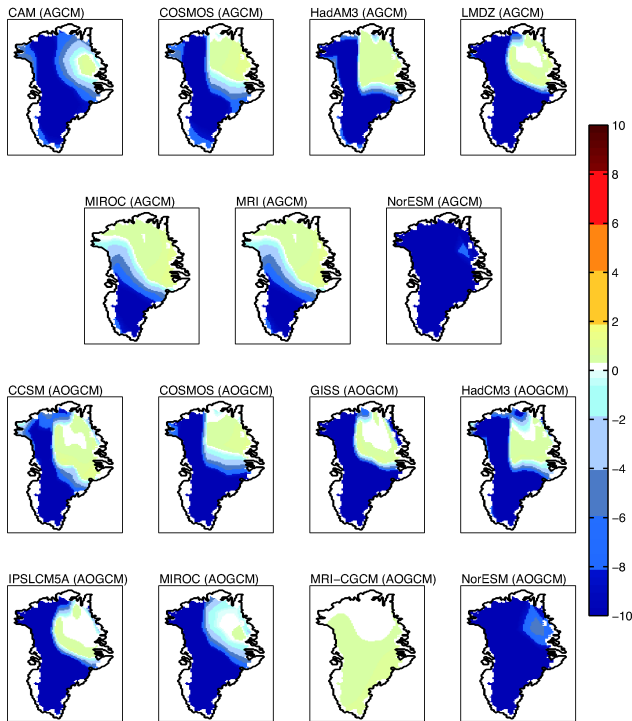 CAM (AGCM) COSMOS (AGCM) HadAM3 (AGCM) LMDZ (AGCM)
MIROC (AGCM) MRI (AGCM) NorESM (AGCM)
CCSM (AOGCM) COSMOS (AOGCM) GISS (AOGCM) HadCM3 (AOGCM)
IPSLCM5A (AOGCM) MIROC (AOGCM) MRI−CGCM (AOGCM) NorESM (AOGCM)
10
8
6
4
2
0
−2
−4
−6
−8
−10